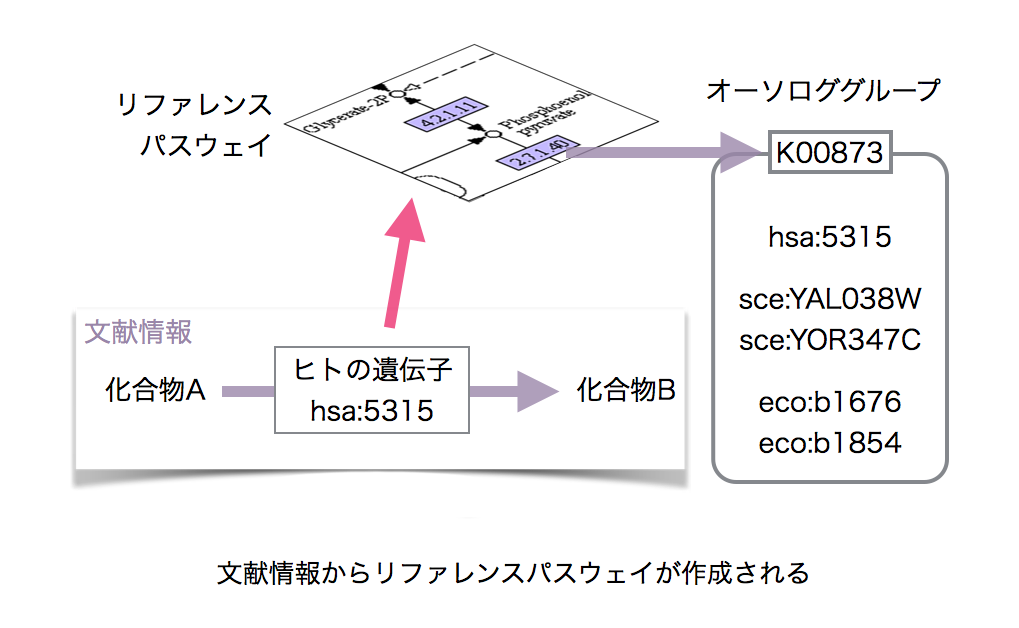 リファレンス
パスウェイ
Glycerate-2P
4.2.1.11
Phosphoenol
pyruvate
2.7.1.40
オーソロググループ
K00873
hsa:5315
sce:YAL038W
sce:YOR347C
eco:b1676
eco:b1854
文献情報
化合物A
ヒトの遺伝子
hsa:5315
化合物B
文献情報からリファレンスパスウェイが作成される